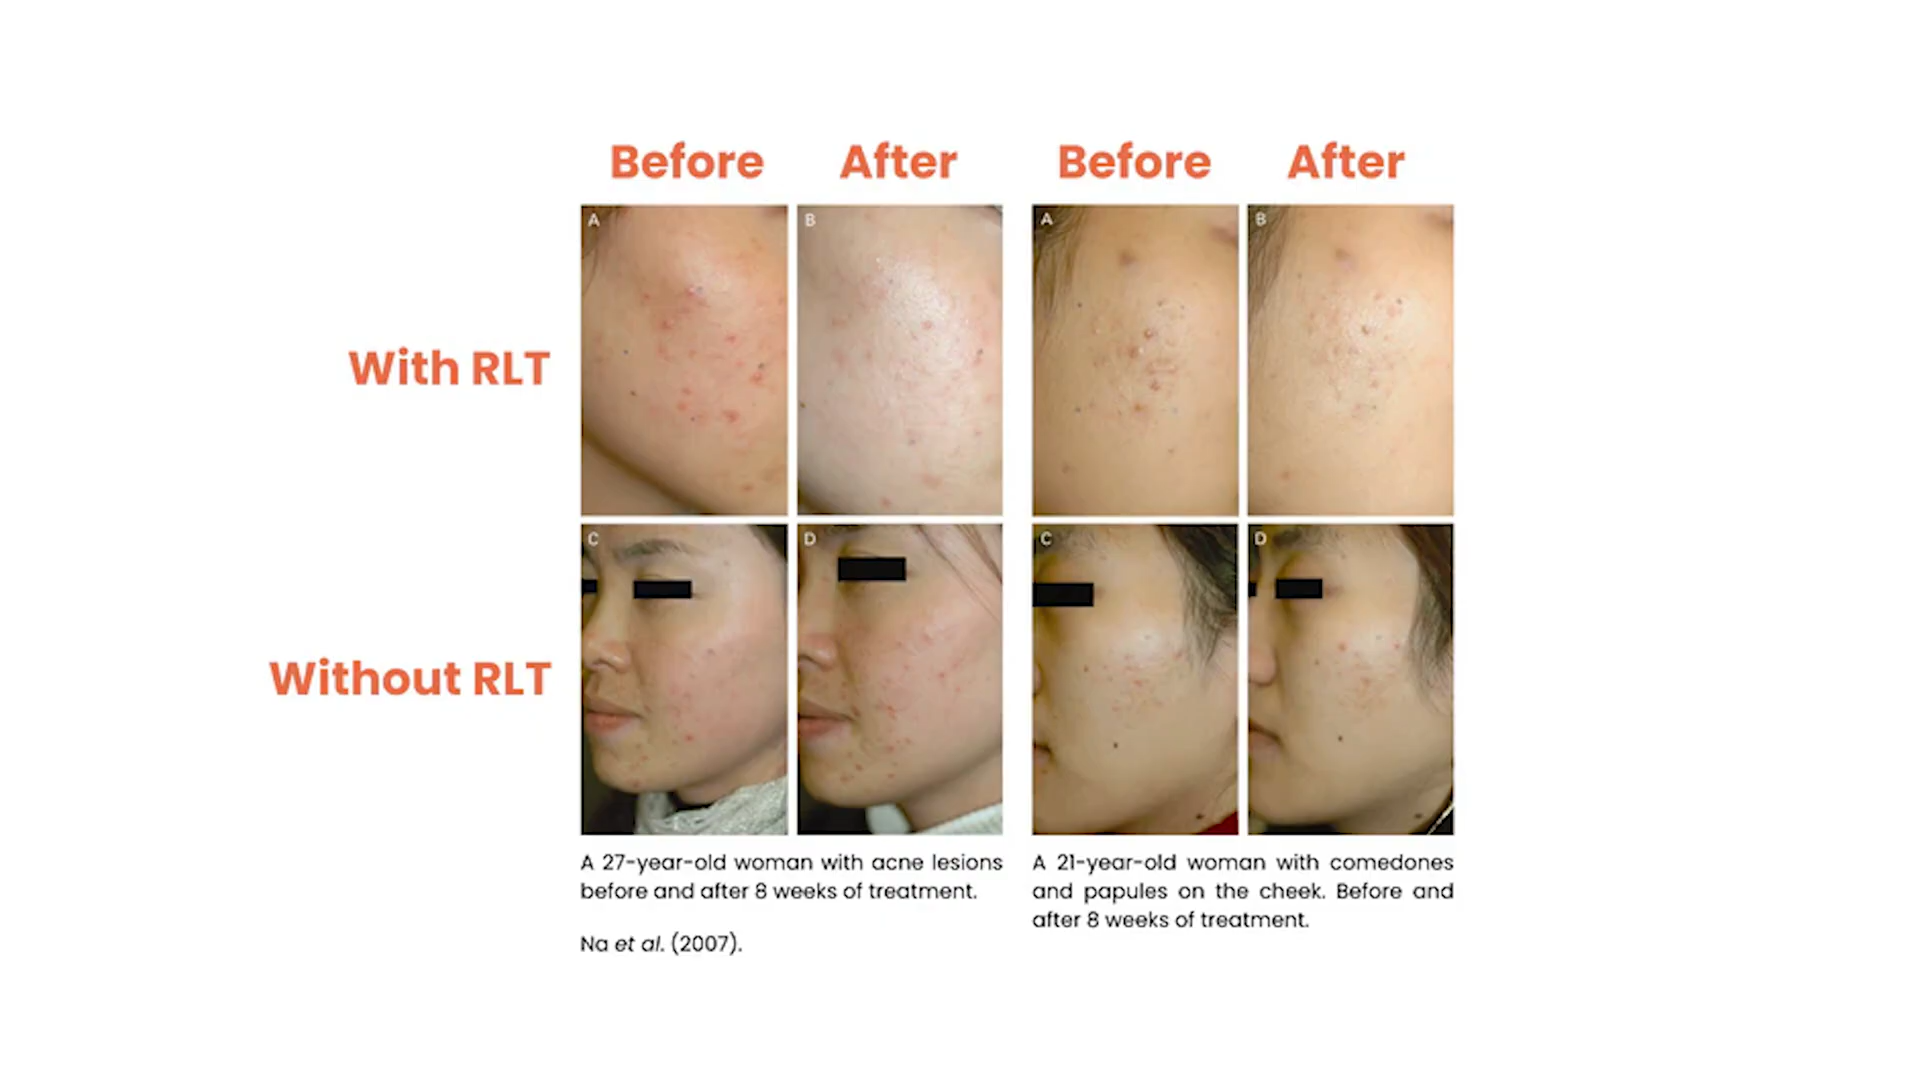 Before After Before After
With RLT
A B A B
Without RLT
C D C D
A 27-year-old woman with acne lesions
before and after 8 weeks of treatment.
Na et al. (2007).
A 21-year-old woman with comedones
and papules on the cheek. Before and
after 8 weeks of treatment.